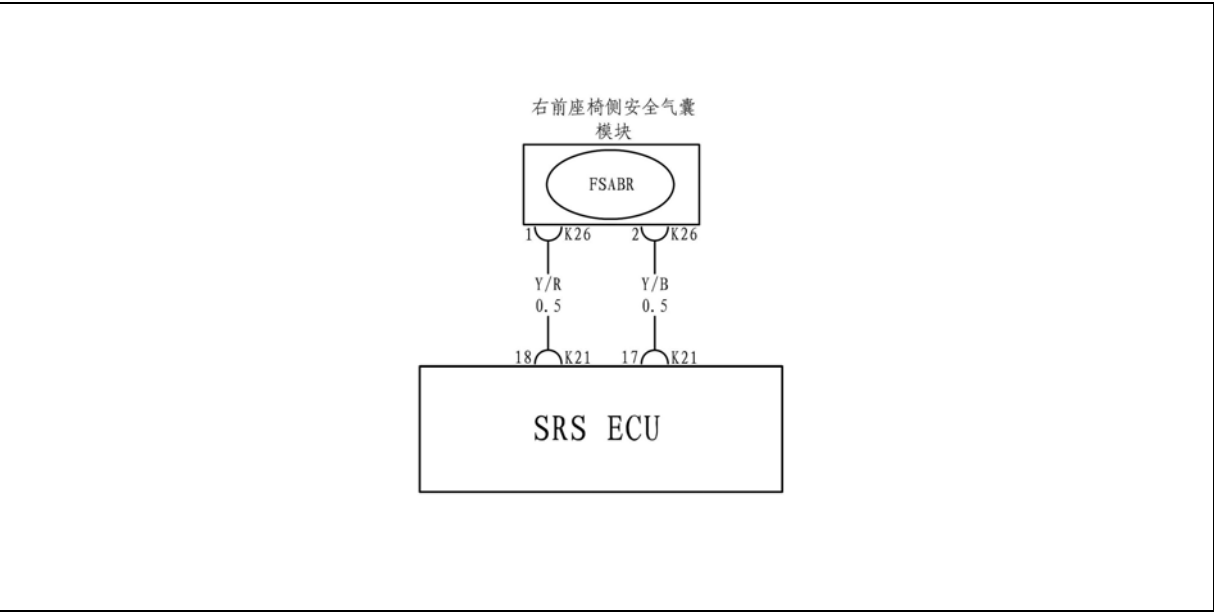 右前座椅侧安全气囊
模块
FSABR
1 K26 2 K26
Y/R Y/B
0.5 0.5
18 K21 17 K21
SRS ECU